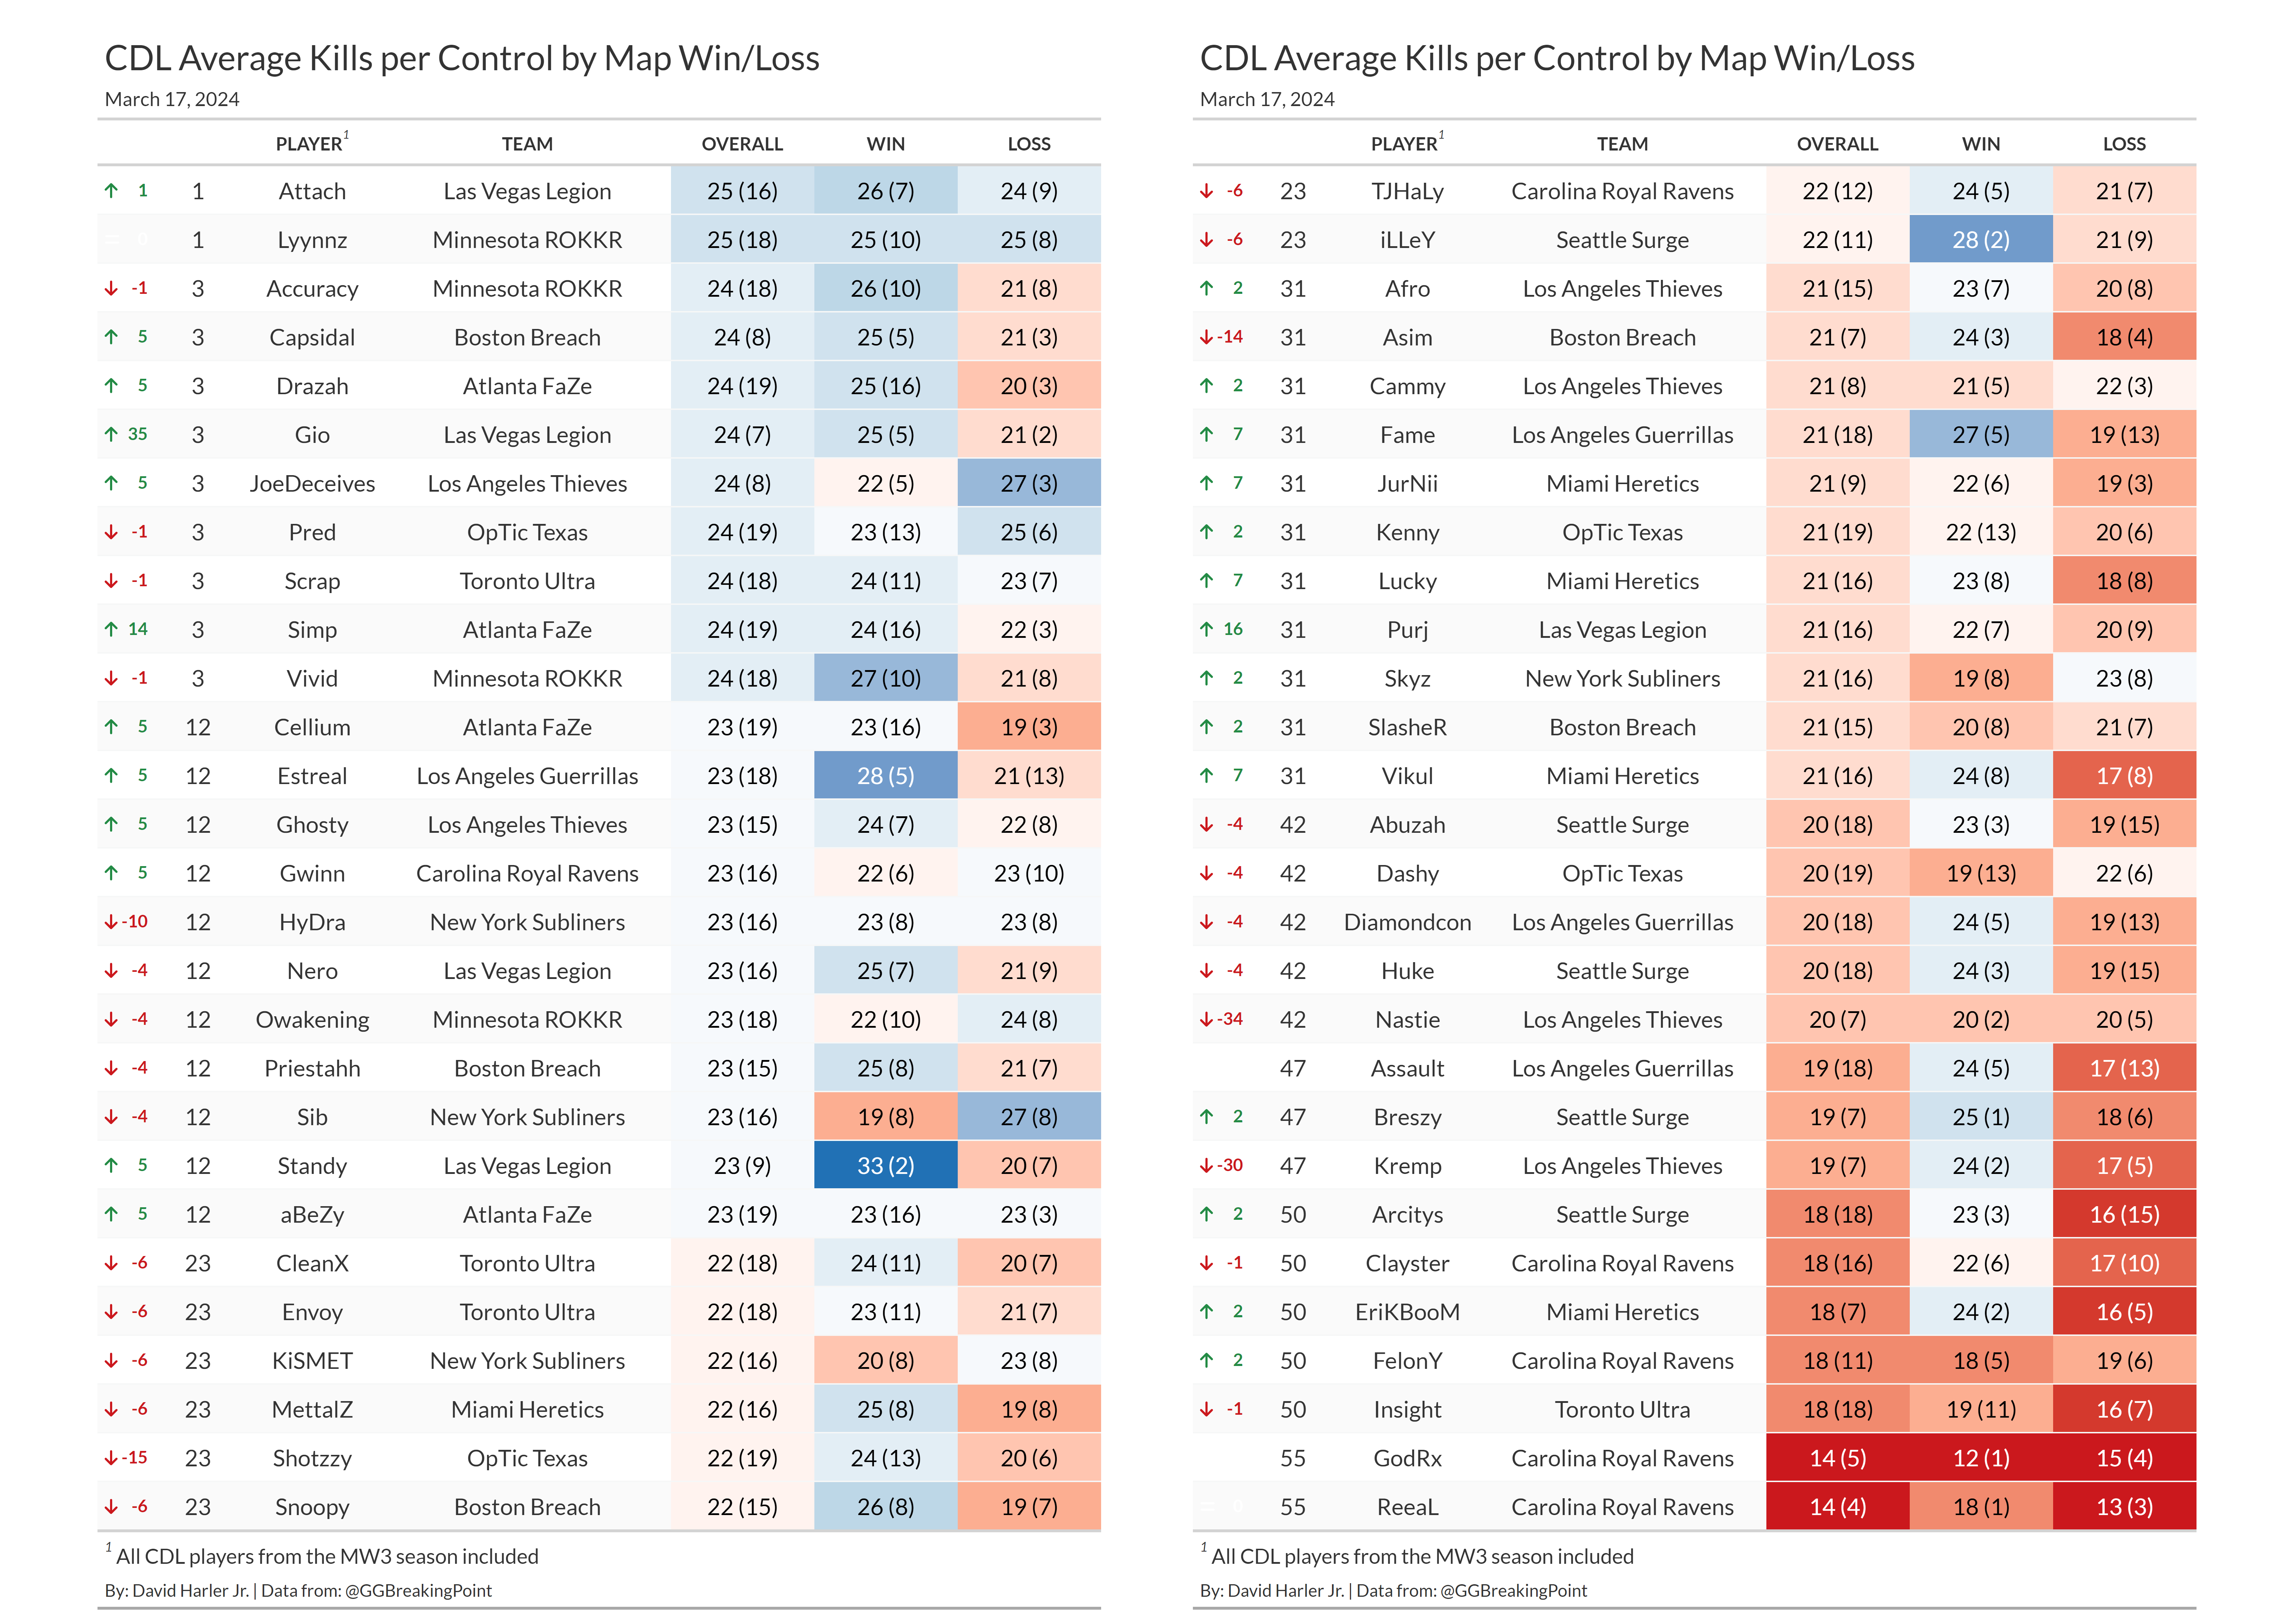 CDL Average Kills per Control by Map Win/Loss
March 17, 2024
PLAYER1 TEAM OVERALL WIN LOSS
↑ 1 1 Attach Las Vegas Legion 25 (16) 26 (7) 24 (9)
= 0 1 Lyynnz Minnesota ROKKR 25 (18) 25 (10) 25 (8)
↓ -1 3 Accuracy Minnesota ROKKR 24 (18) 26 (10) 21 (8)
↑ 5 3 Capsidal Boston Breach 24 (8) 25 (5) 21 (3)
↑ 5 3 Drazah Atlanta FaZe 24 (19) 25 (16) 20 (3)
↑ 35 3 Gio Las Vegas Legion 24 (7) 25 (5) 21 (2)
↑ 5 3 JoeDeceives Los Angeles Thieves 24 (8) 22 (5) 27 (3)
↓ -1 3 Pred OpTic Texas 24 (19) 23 (13) 25 (6)
↓ -1 3 Scrap Toronto Ultra 24 (18) 24 (11) 23 (7)
↑ 14 3 Simp Atlanta FaZe 24 (19) 24 (16) 22 (3)
↓ -1 3 Vivid Minnesota ROKKR 24 (18) 27 (10) 21 (8)
↑ 5 12 Cellium Atlanta FaZe 23 (19) 23 (16) 19 (3)
↑ 5 12 Estreal Los Angeles Guerrillas 23 (18) 28 (5) 21 (13)
↑ 5 12 Ghosty Los Angeles Thieves 23 (15) 24 (7) 22 (8)
↑ 5 12 Gwinn Carolina Royal Ravens 23 (16) 22 (6) 23 (10)
↓ -10 12 HyDra New York Subliners 23 (16) 23 (8) 23 (8)
↓ -4 12 Nero Las Vegas Legion 23 (16) 25 (7) 21 (9)
↓ -4 12 Owakening Minnesota ROKKR 23 (18) 22 (10) 24 (8)
↓ -4 12 Priestahh Boston Breach 23 (15) 25 (8) 21 (7)
↓ -4 12 Sib New York Subliners 23 (16) 19 (8) 27 (8)
↑ 5 12 Standy Las Vegas Legion 23 (9) 33 (2) 20 (7)
↑ 5 12 aBeZy Atlanta FaZe 23 (19) 23 (16) 23 (3)
↓ -6 23 CleanX Toronto Ultra 22 (18) 24 (11) 20 (7)
↓ -6 23 Envoy Toronto Ultra 22 (18) 23 (11) 21 (7)
↓ -6 23 KiSMET New York Subliners 22 (16) 20 (8) 23 (8)
↓ -6 23 MettalZ Miami Heretics 22 (16) 25 (8) 19 (8)
↓ -15 23 Shotzzy OpTic Texas 22 (19) 24 (13) 20 (6)
↓ -6 23 Snoopy Boston Breach 22 (15) 26 (8) 19 (7)
1 All CDL players from the MW3 season included
By: David Harler Jr. | Data from: @GGBreakingPoint
CDL Average Kills per Control by Map Win/Loss
March 17, 2024
PLAYER1 TEAM OVERALL WIN LOSS
↓ -6 23 TJHaLy Carolina Royal Ravens 22 (12) 24 (5) 21 (7)
↓ -6 23 iLLeY Seattle Surge 22 (11) 28 (2) 21 (9)
↑ 2 31 Afro Los Angeles Thieves 21 (15) 23 (7) 20 (8)
↓ -14 31 Asim Boston Breach 21 (7) 24 (3) 18 (4)
↑ 2 31 Cammy Los Angeles Thieves 21 (8) 21 (5) 22 (3)
↑ 7 31 Fame Los Angeles Guerrillas 21 (18) 27 (5) 19 (13)
↑ 7 31 JurNii Miami Heretics 21 (9) 22 (6) 19 (3)
↑ 2 31 Kenny OpTic Texas 21 (19) 22 (13) 20 (6)
↑ 7 31 Lucky Miami Heretics 21 (16) 23 (8) 18 (8)
↑ 16 31 Purj Las Vegas Legion 21 (16) 22 (7) 20 (9)
↑ 2 31 Skyz New York Subliners 21 (16) 19 (8) 23 (8)
↑ 2 31 SlasheR Boston Breach 21 (15) 20 (8) 21 (7)
↑ 7 31 Vikul Miami Heretics 21 (16) 24 (8) 17 (8)
↓ -4 42 Abuzah Seattle Surge 20 (18) 23 (3) 19 (15)
↓ -4 42 Dashy OpTic Texas 20 (19) 19 (13) 22 (6)
↓ -4 42 Diamondcon Los Angeles Guerrillas 20 (18) 24 (5) 19 (13)
↓ -4 42 Huke Seattle Surge 20 (18) 24 (3) 19 (15)
↓ -34 42 Nastie Los Angeles Thieves 20 (7) 20 (2) 20 (5)
47 Assault Los Angeles Guerrillas 19 (18) 24 (5) 17 (13)
↑ 2 47 Breszy Seattle Surge 19 (7) 25 (1) 18 (6)
↓ -30 47 Kremp Los Angeles Thieves 19 (7) 24 (2) 17 (5)
↑ 2 50 Arcitys Seattle Surge 18 (18) 23 (3) 16 (15)
↓ -1 50 Clayster Carolina Royal Ravens 18 (16) 22 (6) 17 (10)
↑ 2 50 EriKBooM Miami Heretics 18 (7) 24 (2) 16 (5)
↑ 2 50 FelonY Carolina Royal Ravens 18 (11) 18 (5) 19 (6)
↓ -1 50 Insight Toronto Ultra 18 (18) 19 (11) 16 (7)
55 GodRx Carolina Royal Ravens 14 (5) 12 (1) 15 (4)
= 0 55 ReeaL Carolina Royal Ravens 14 (4) 18 (1) 13 (3)
1 All CDL players from the MW3 season included
By: David Harler Jr. | Data from: @GGBreakingPoint